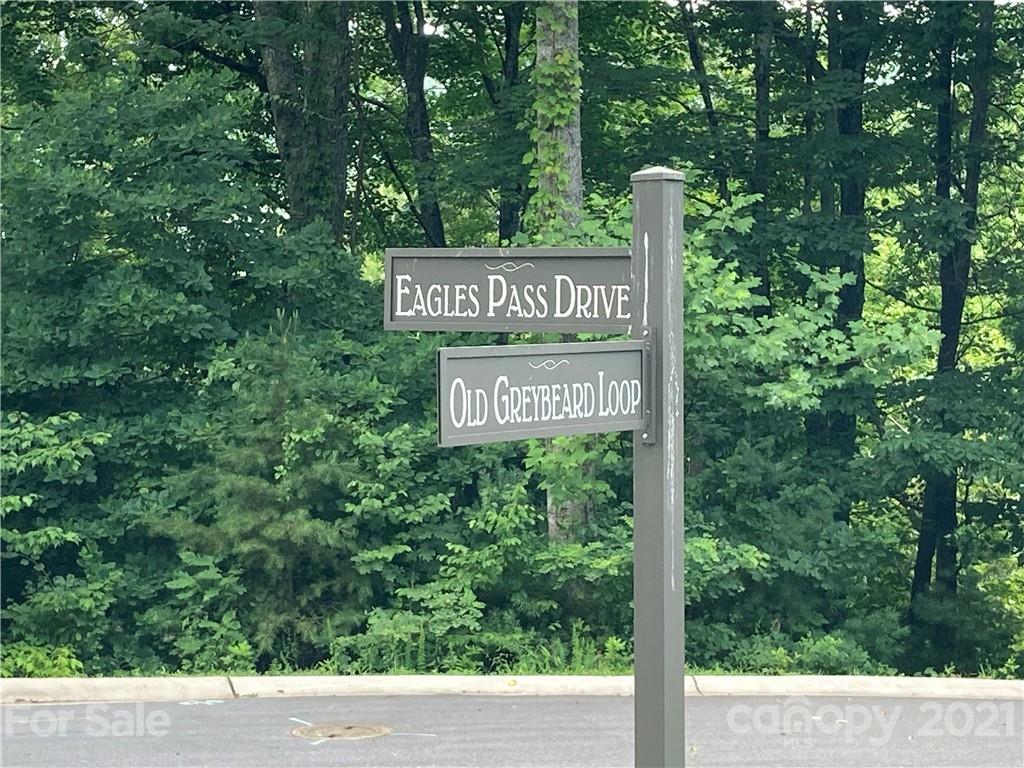 EAGLES PASS DRIVE
OLD GREYBEARD LOOP
For Sale
canopy MLS 2021